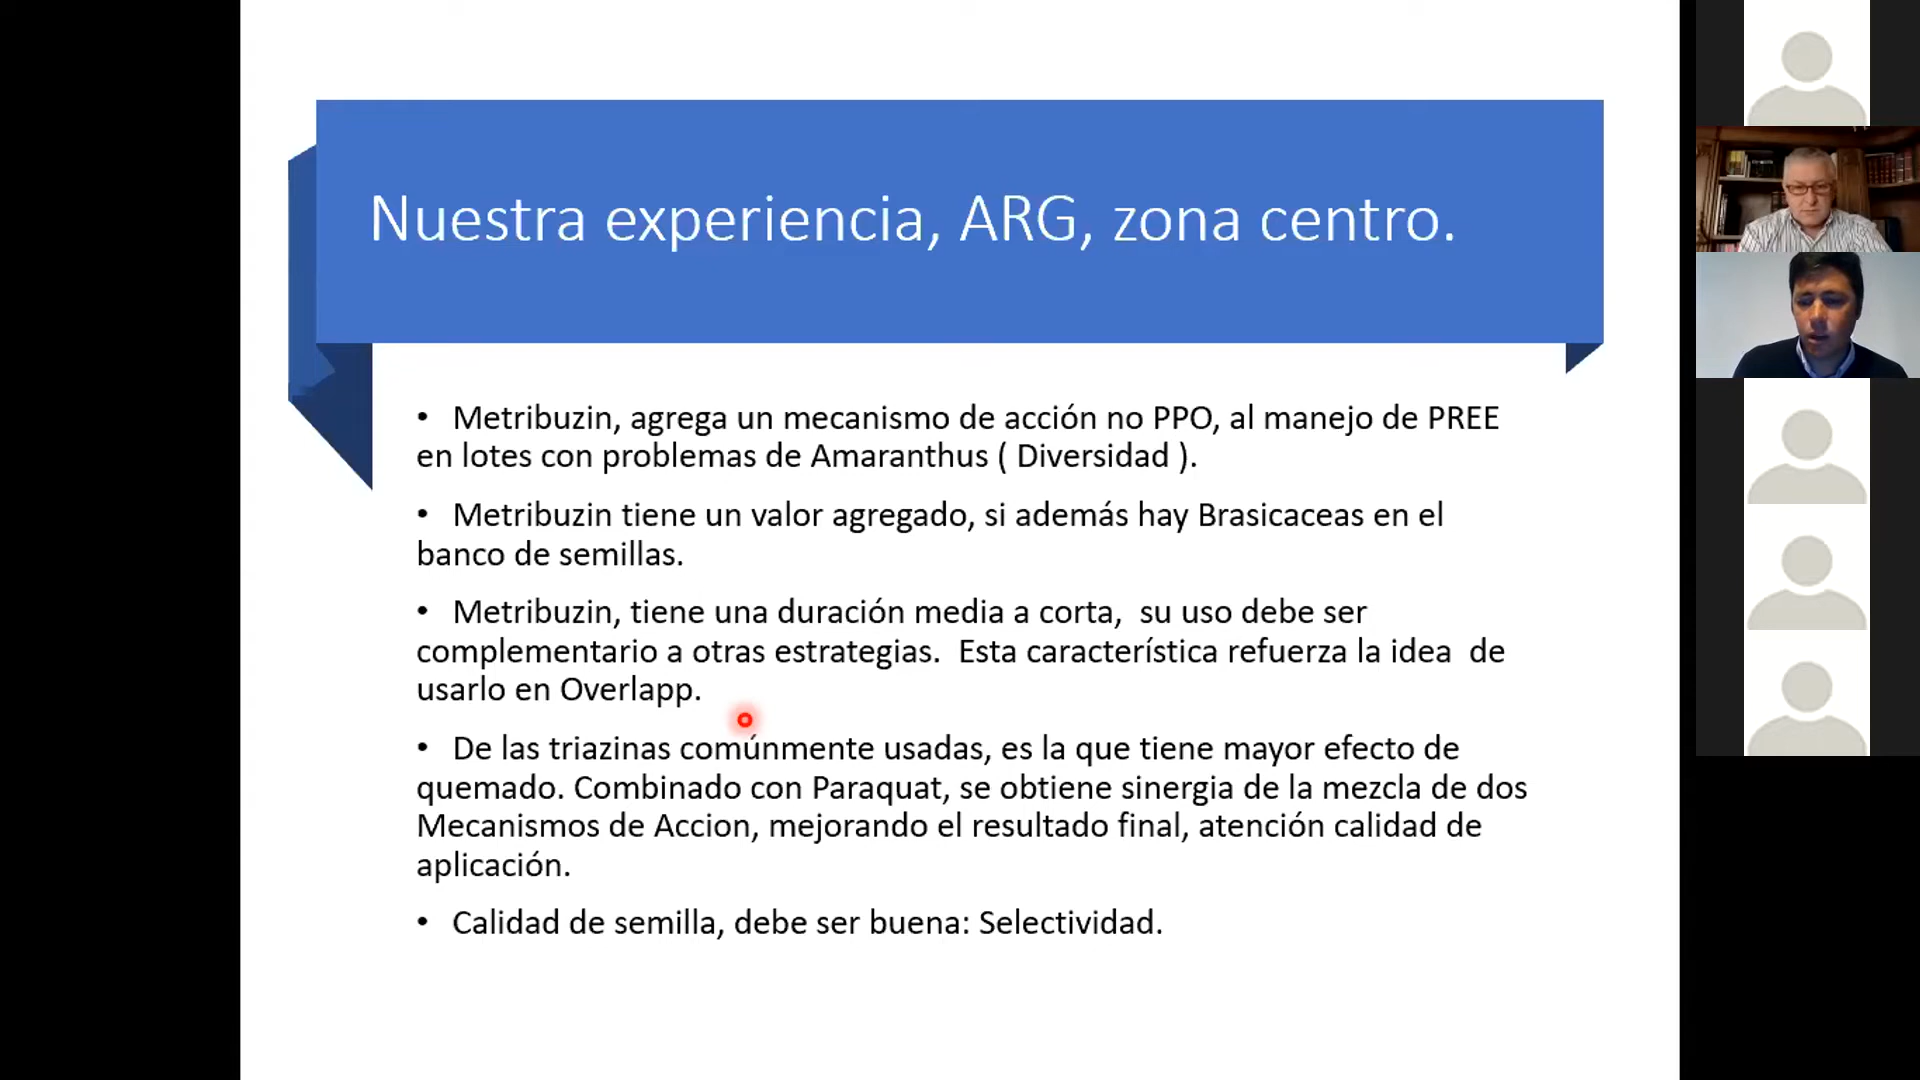 Nuestra experiencia, ARG, zona centro.
• Metribuzin, agrega un mecanismo de acción no PPO, al manejo de PREE
en lotes con problemas de Amaranthus ( Diversidad ).
• Metribuzin tiene un valor agregado, si además hay Brasicaceas en el
banco de semillas.
• Metribuzin, tiene una duración media a corta,  su uso debe ser
complementario a otras estrategias.  Esta característica refuerza la idea  de
usarlo en Overlapp.
• De las triazinas comúnmente usadas, es la que tiene mayor efecto de
quemado. Combinado con Paraquat, se obtiene sinergia de la mezcla de dos
Mecanismos de Accion, mejorando el resultado final, atención calidad de
aplicación.
• Calidad de semilla, debe ser buena: Selectividad.